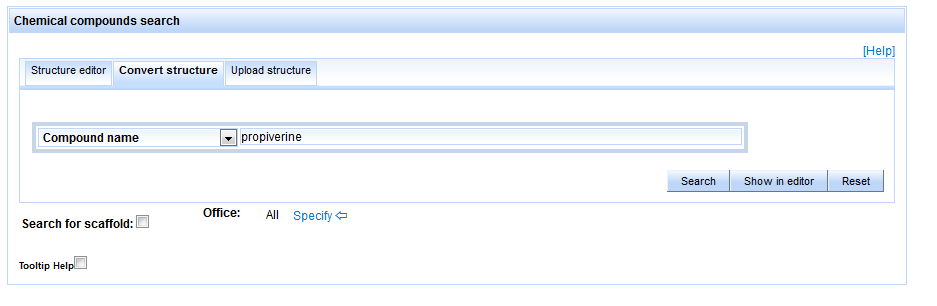 Chemical compounds search
[Help]
Structure editor Convert structure Upload structure
Compound name propiverine
Search Show in editor Reset
Search for scaffold: Office: All Specify
Tooltip Help